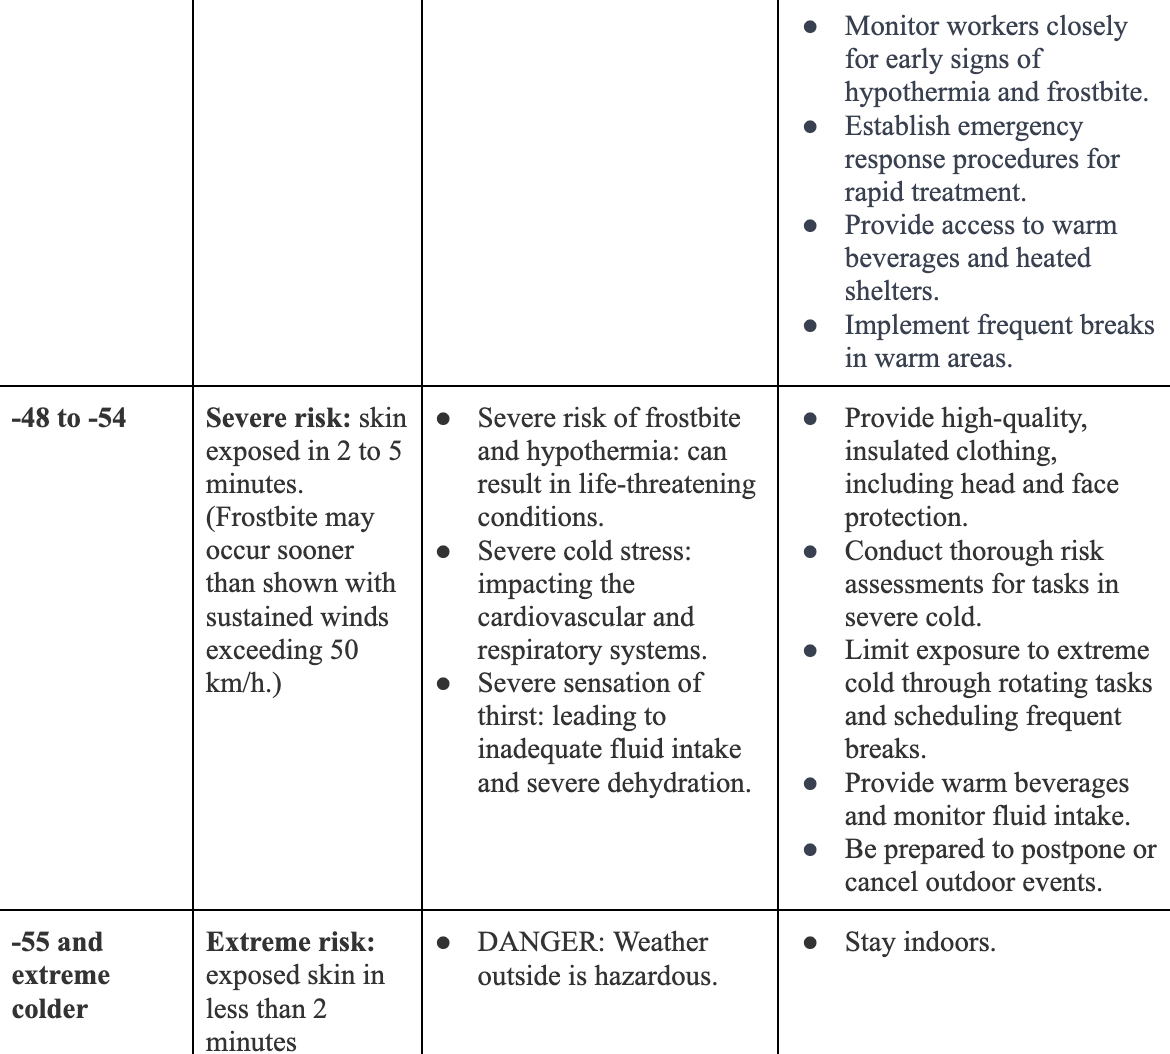 ● Monitor workers closely
for early signs of
hypothermia and frostbite.
● Establish emergency
response procedures for
rapid treatment.
● Provide access to warm
beverages and heated
shelters.
● Implement frequent breaks
in warm areas.
-48 to -54
Severe risk: skin
exposed in 2 to 5
minutes.
(Frostbite may
occur sooner
than shown with
sustained winds
exceeding 50
km/h.)
● Severe risk of frostbite
and hypothermia: can
result in life-threatening
conditions.
● Severe cold stress:
impacting the
cardiovascular and
respiratory systems.
● Severe sensation of
thirst: leading to
inadequate fluid intake
and severe dehydration.
● Provide high-quality,
insulated clothing,
including head and face
protection.
● Conduct thorough risk
assessments for tasks in
severe cold.
● Limit exposure to extreme
cold through rotating tasks
and scheduling frequent
breaks.
● Provide warm beverages
and monitor fluid intake.
● Be prepared to postpone or
cancel outdoor events.
-55 and
extreme
colder
Extreme risk:
exposed skin in
less than 2
minutes
● DANGER: Weather
outside is hazardous.
● Stay indoors.